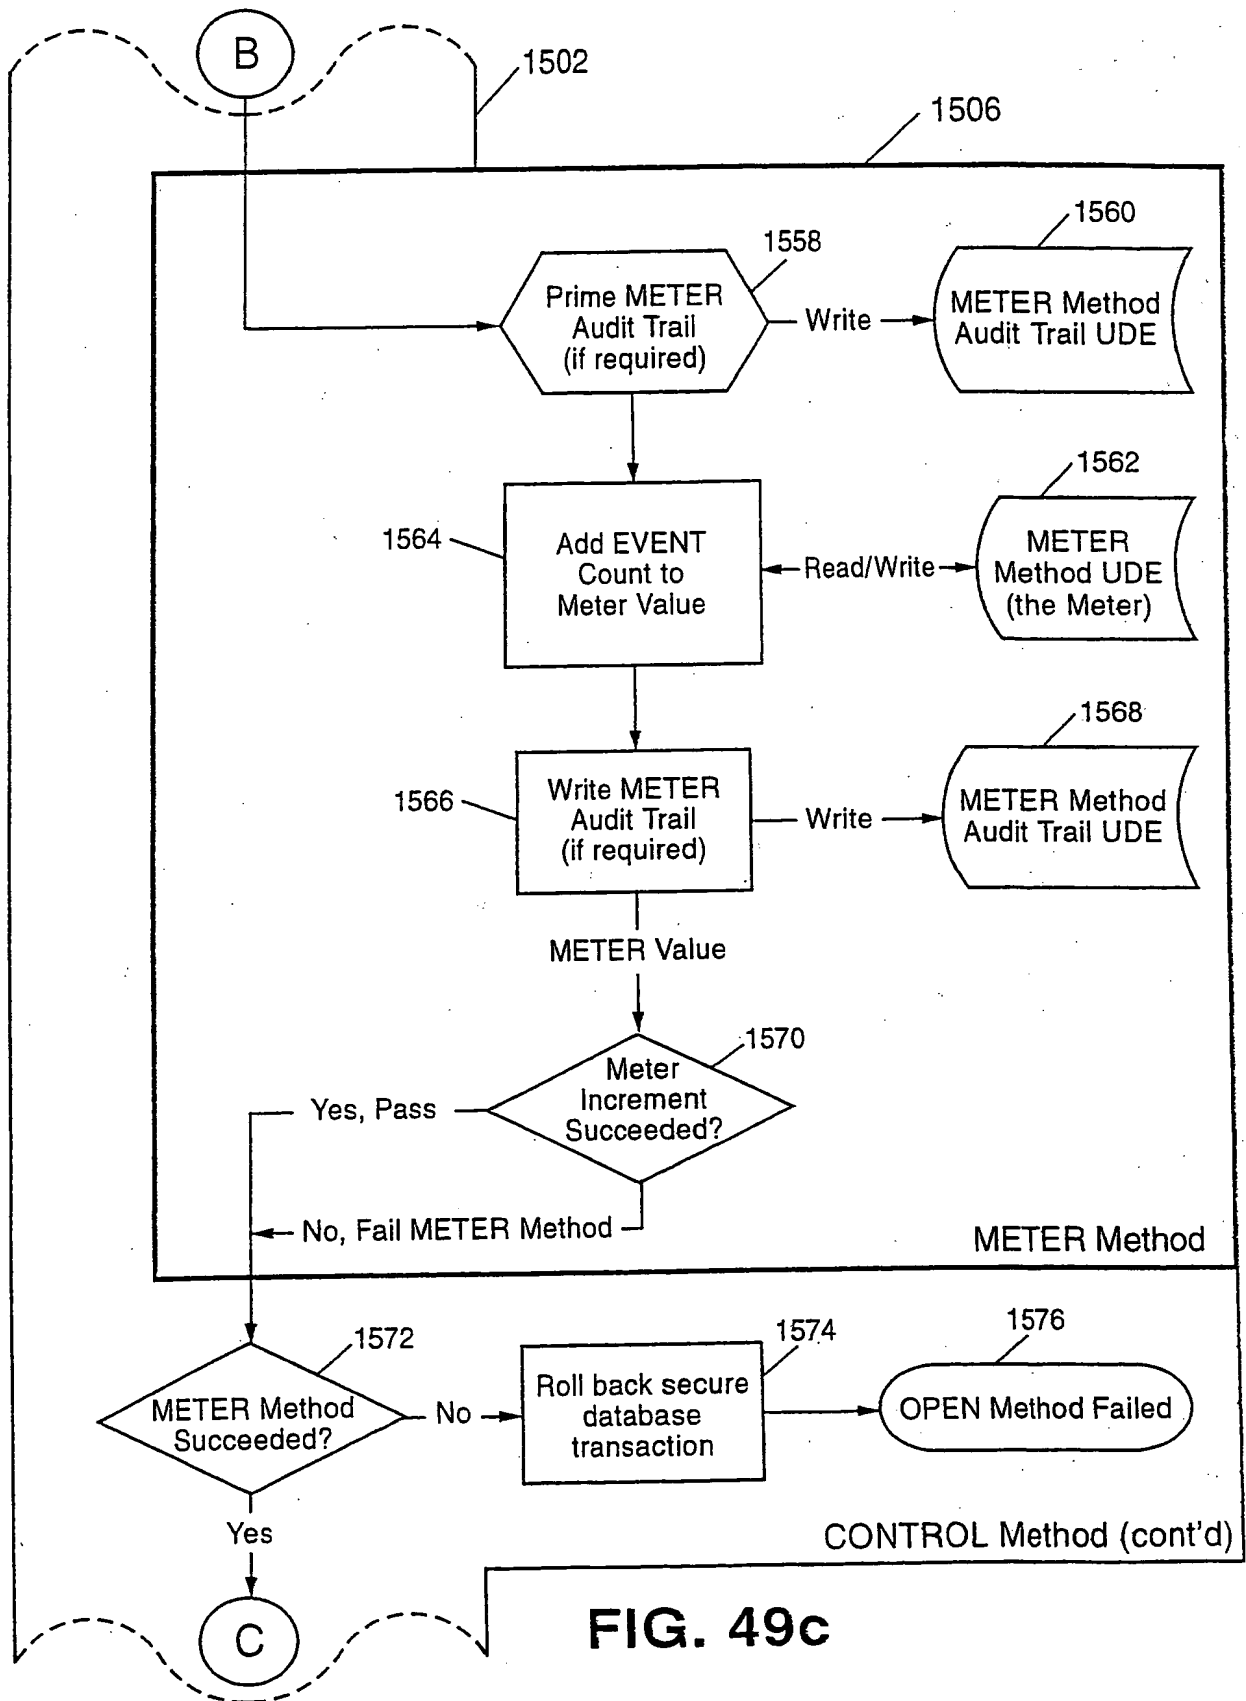 B
1502
1506
1558
1560
Prime METER
Audit Trail
(if required)
Write
METER Method
Audit Trail UDE
1562
1564
Add EVENT
Count to
Meter Value
Read/Write
METER
Method UDE
(the Meter)
1568
1566
Write METER
Audit Trail
(if required)
Write
METER Method
Audit Trail UDE
METER Value
1570
Meter
Increment
Succeeded?
Yes, Pass
No, Fail METER Method
METER Method
1572
METER Method
Succeeded?
No
1574
Roll back secure
database
transaction
1576
OPEN Method Failed
Yes
CONTROL Method (cont'd)
C
FIG. 49c